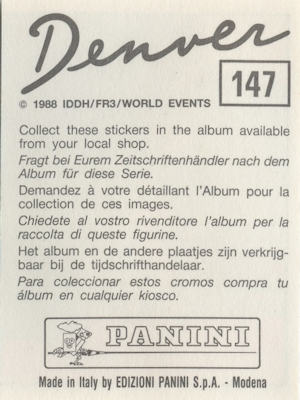 Denver
147
© 1988 IDDH/FR3/WORLD EVENTS
Collect these stickers in the album available
from your local shop.
Fragt bei Eurem Zeitschriftenhändler nach dem
Album für diese Serie.
Demandez à votre détaillant l'Album pour la
collection de ces images.
Chiedete al vostro rivenditore l'album per la
raccolta di queste figurine.
Het album en de andere plaatjes zijn verkrijg-
baar bij de tijdschrifthandelaar.
Para coleccionar estos cromos compra tu
álbum en cualquier kiosco.
PANINI
Made in Italy by EDIZIONI PANINI S.p.A. - Modena